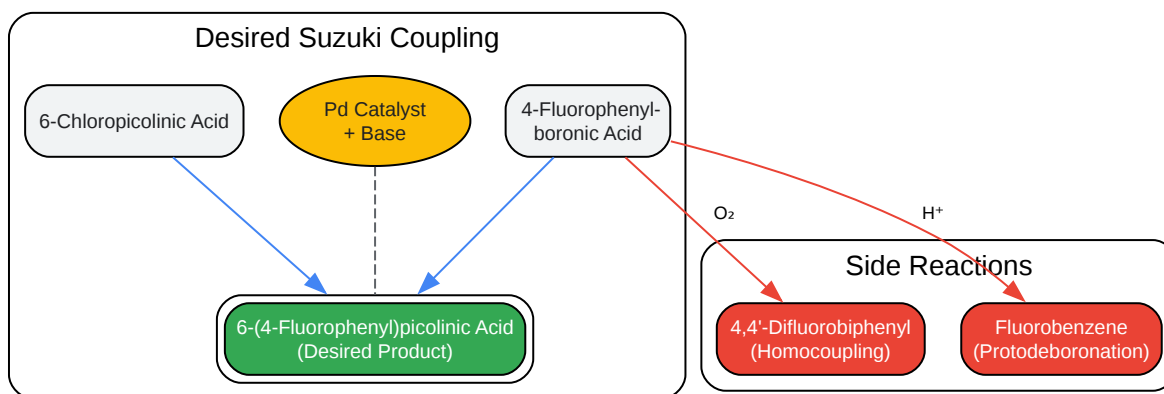 Desired Suzuki Coupling
6-Chloropicolinic Acid
Pd Catalyst
+ Base
4-Fluorophenyl-
boronic Acid
O₂
H⁺
Side Reactions
6-(4-Fluorophenyl)picolinic Acid
(Desired Product)
4,4'-Difluorobiphenyl
(Homocoupling)
Fluorobenzene
(Protodeboronation)